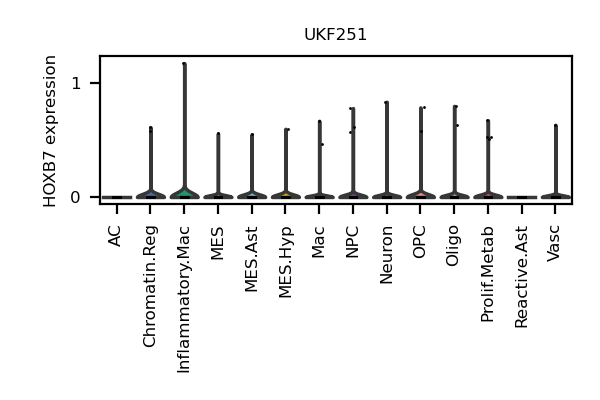 UKF251
HOXB7 expression
1
0
AC
Chromatin.Reg
Inflammatory.Mac
MES
MES.Ast
MES.Hyp
Mac
NPC
Neuron
OPC
Oligo
Prolif.Metab
Reactive.Ast
Vasc